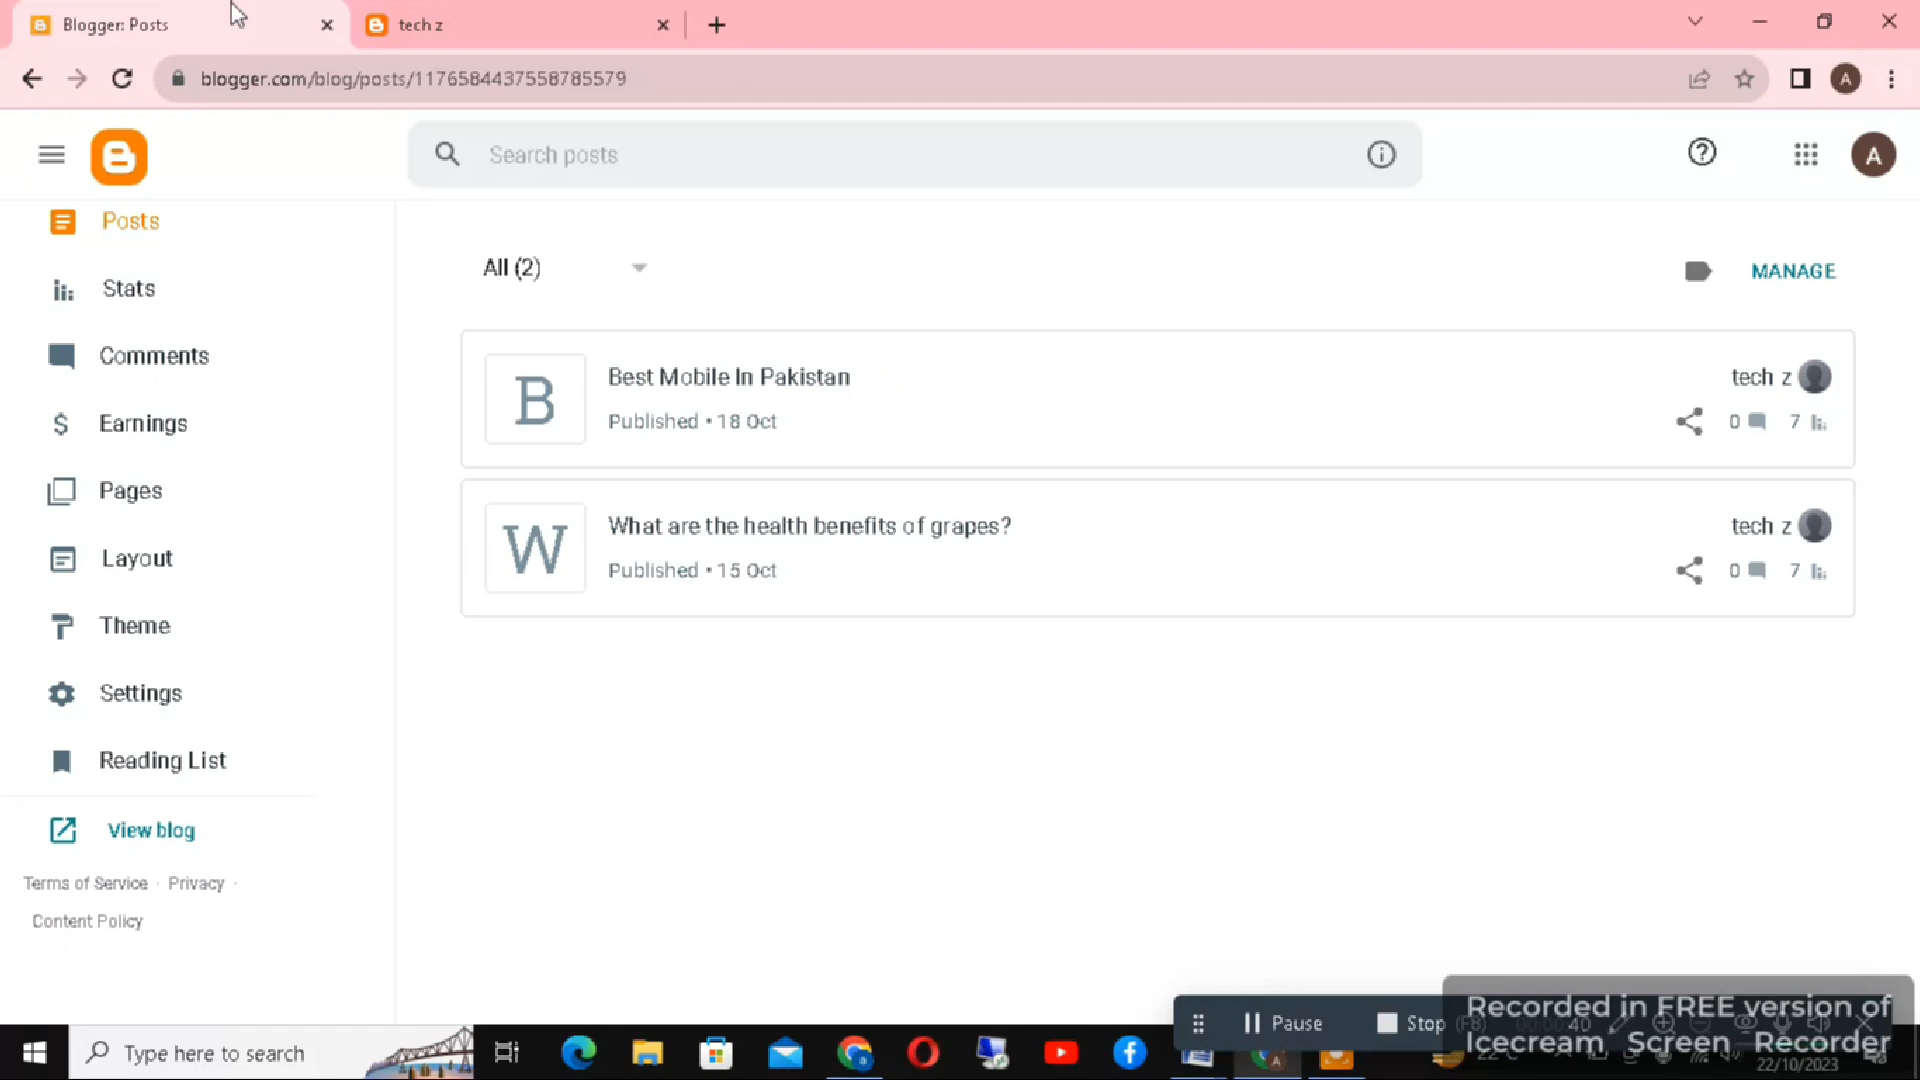 Blogger: Posts
tech z
blogger.com/blog/posts/1176584437558785579
A
Search posts
A
Posts
Stats
Comments
Earnings
Pages
Layout
Theme
Settings
Reading List
View blog
Terms of Service · Privacy ·
Content Policy
All (2)
MANAGE
B
Best Mobile In Pakistan
Published • 18 Oct
tech z
0
7
W
What are the health benefits of grapes?
Published • 15 Oct
tech z
0
7
Pause
Stop (F8)
Recorded in FREE version of
Icecream Screen Recorder
Type here to search
22/10/2023